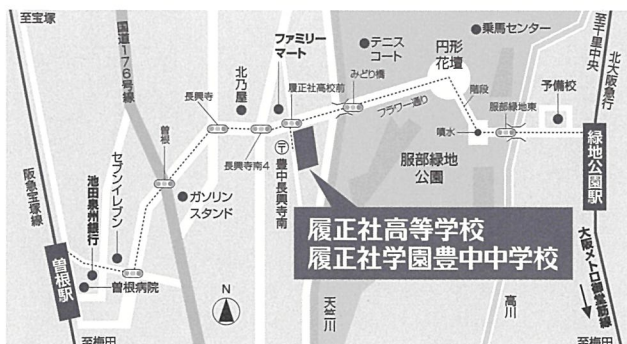 至宝塚
国道176号線
ファミリー
マート
テニス
コート
円形
花壇
乗馬センター
至千里中央
北大阪急行
北乃屋
長興寺
履正社高校前
みどり橋
フラワー通り
階段
服部緑地東
予備校
噴水
緑地公園駅
曽根
長興寺南4
〒豊中長興寺南
服部緑地
公園
阪急宝塚線
セブンイレブン
池田泉州銀行
ガソリン
スタンド
履正社高等学校
履正社学園豊中中学校
曽根駅
曽根病院
N
天竺川
高川
大阪メトロ御堂筋線
至梅田
至梅田